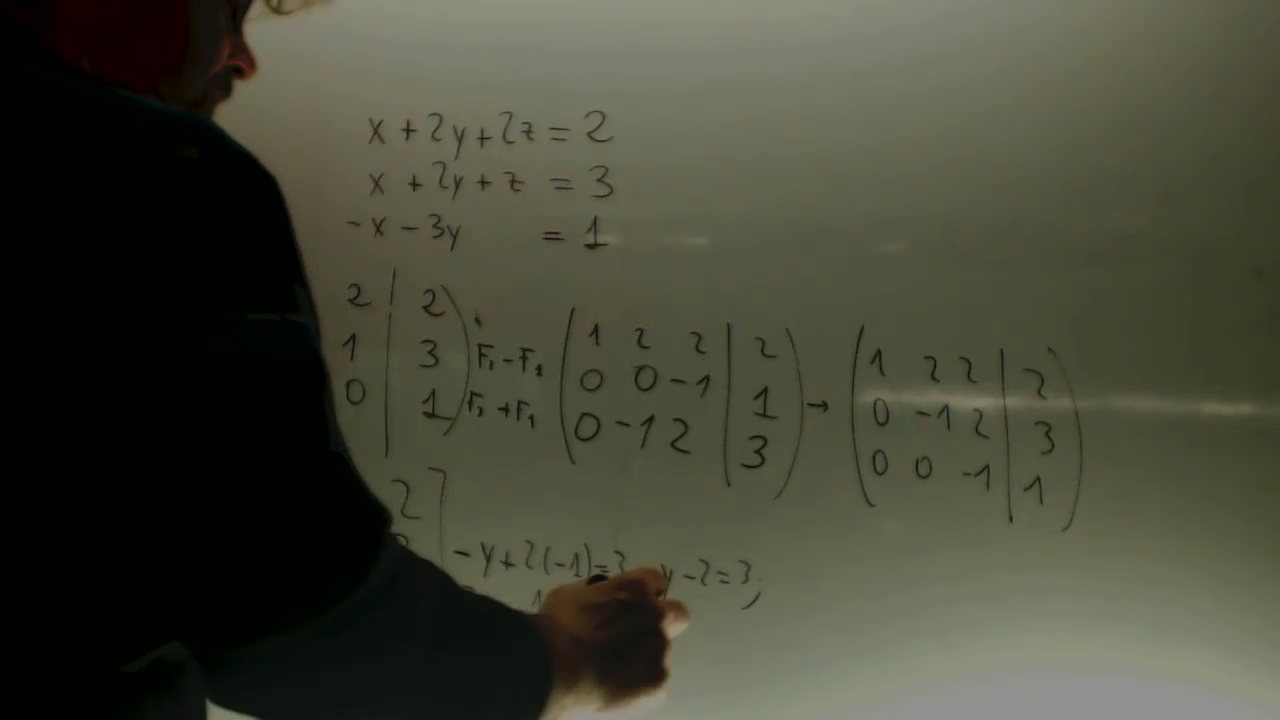 x + 2y + 2z = 2
x + 2y + z = 3
-x - 3y = 1
2 | 2
1 | 3 F₂ - F₁
0 | 1 F₃ + F₁
1 2 2 | 2
0 0 -1 | 1
0 -1 2 | 3
→
1 2 2 | 2
0 -1 2 | 3
0 0 -1 | 1
2
-y + 2(-1) = 3 y - 2 = 3;